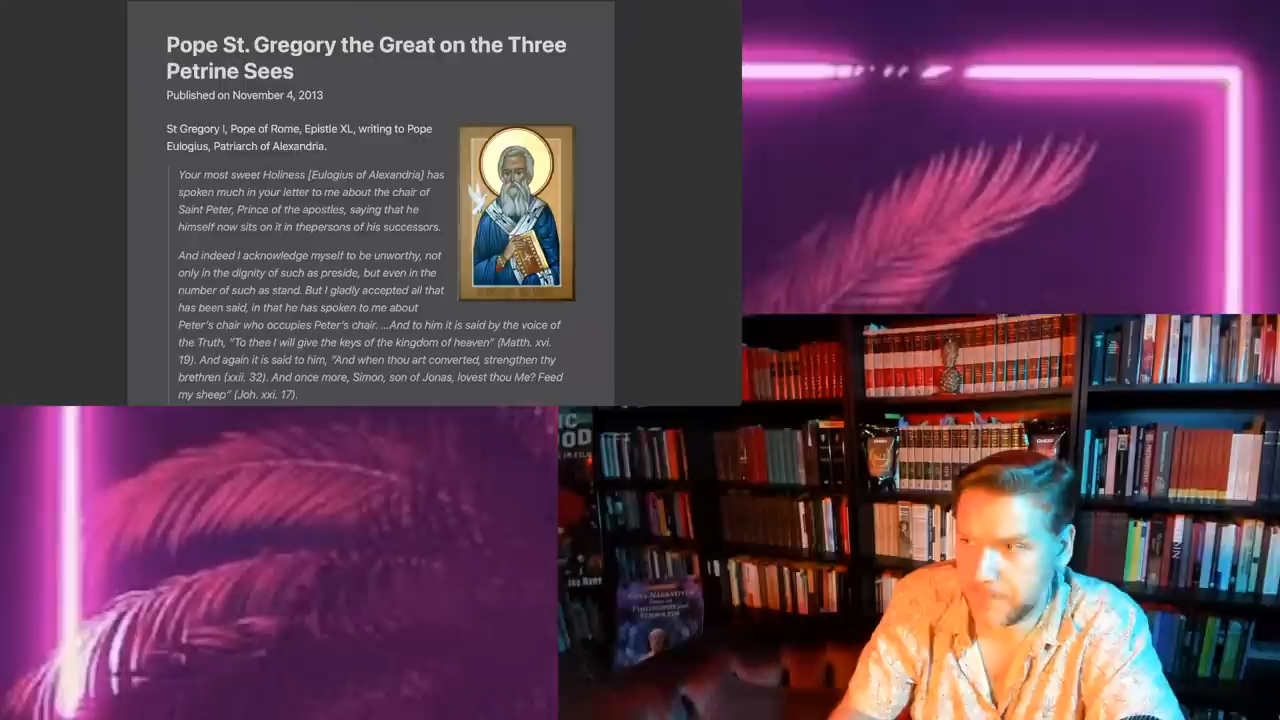 Pope St. Gregory the Great on the Three
Petrine Sees
Published on November 4, 2013
St Gregory I, Pope of Rome, Epistle XL, writing to Pope
Eulogius, Patriarch of Alexandria.
Your most sweet Holiness [Eulogius of Alexandria] has
spoken much in your letter to me about the chair of
Saint Peter, Prince of the apostles, saying that he
himself now sits on it in thepersons of his successors.
And indeed I acknowledge myself to be unworthy, not
only in the dignity of such as preside, but even in the
number of such as stand. But I gladly accepted all that
has been said, in that he has spoken to me about
Peter's chair who occupies Peter's chair. ...And to him it is said by the voice of
the Truth, "To thee I will give the keys of the kingdom of heaven" (Matth. xvi.
19). And again it is said to him, "And when thou art converted, strengthen thy
brethren (xxii. 32). And once more, Simon, son of Jonas, lovest thou Me? Feed
my sheep" (Joh. xxi. 17).
META-NARRATIVES
PHILOSOPHY AND
SYMBOLISM